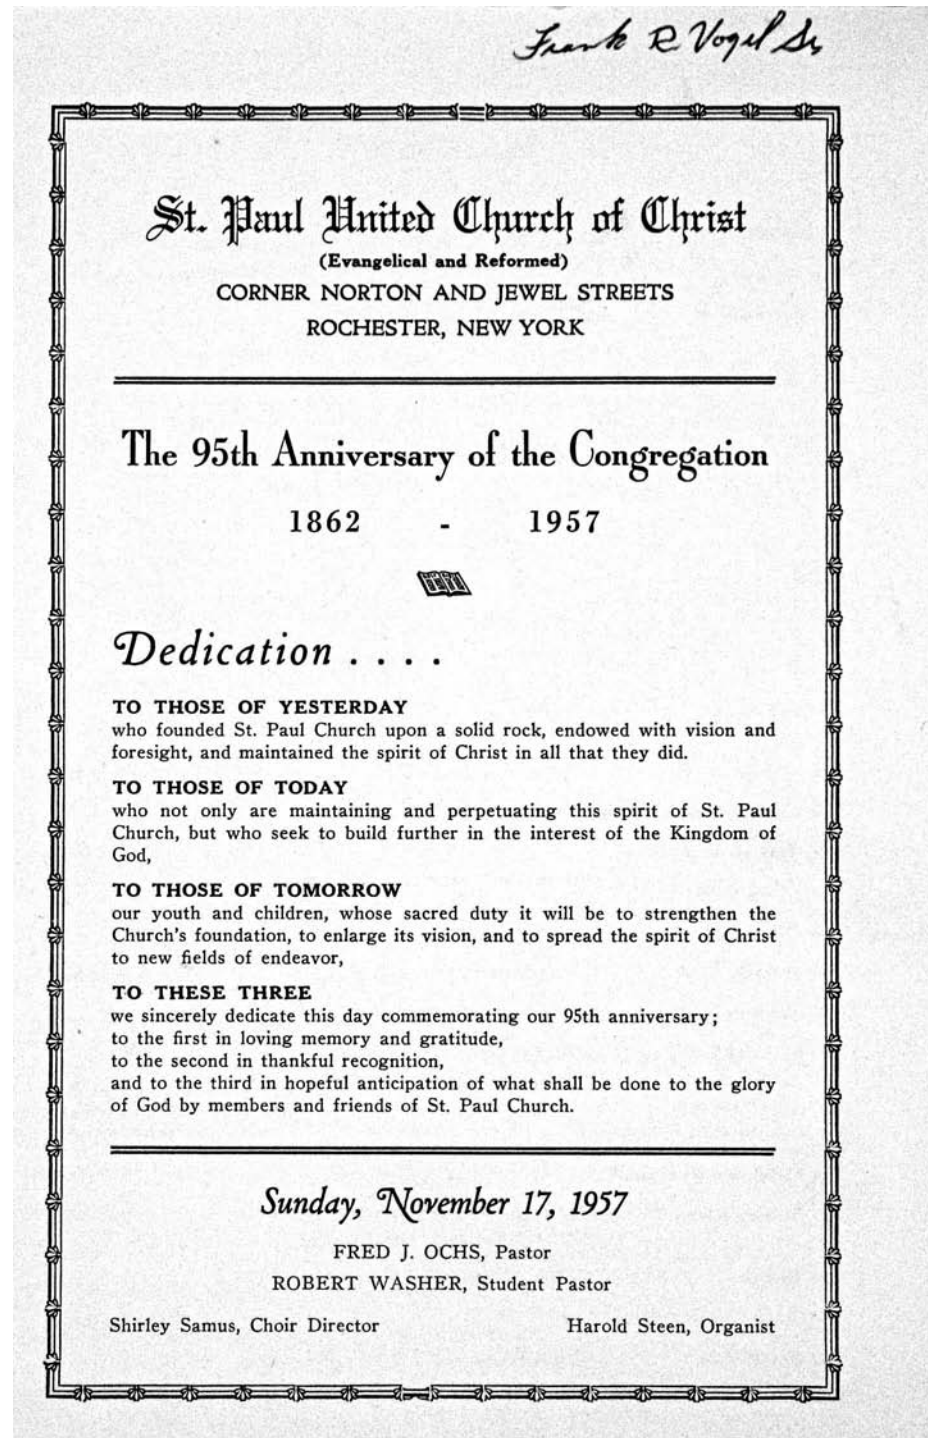 Frank R Vogel Sr
St. Paul United Church of Christ
(Evangelical and Reformed)
CORNER NORTON AND JEWEL STREETS
ROCHESTER, NEW YORK
The 95th Anniversary of the Congregation
1862 - 1957
Dedication . . . .
TO THOSE OF YESTERDAY
who founded St. Paul Church upon a solid rock, endowed with vision and
foresight, and maintained the spirit of Christ in all that they did.
TO THOSE OF TODAY
who not only are maintaining and perpetuating this spirit of St. Paul
Church, but who seek to build further in the interest of the Kingdom of
God,
TO THOSE OF TOMORROW
our youth and children, whose sacred duty it will be to strengthen the
Church's foundation, to enlarge its vision, and to spread the spirit of Christ
to new fields of endeavor,
TO THESE THREE
we sincerely dedicate this day commemorating our 95th anniversary;
to the first in loving memory and gratitude,
to the second in thankful recognition,
and to the third in hopeful anticipation of what shall be done to the glory
of God by members and friends of St. Paul Church.
Sunday, November 17, 1957
FRED J. OCHS, Pastor
ROBERT WASHER, Student Pastor
Shirley Samus, Choir Director Harold Steen, Organist